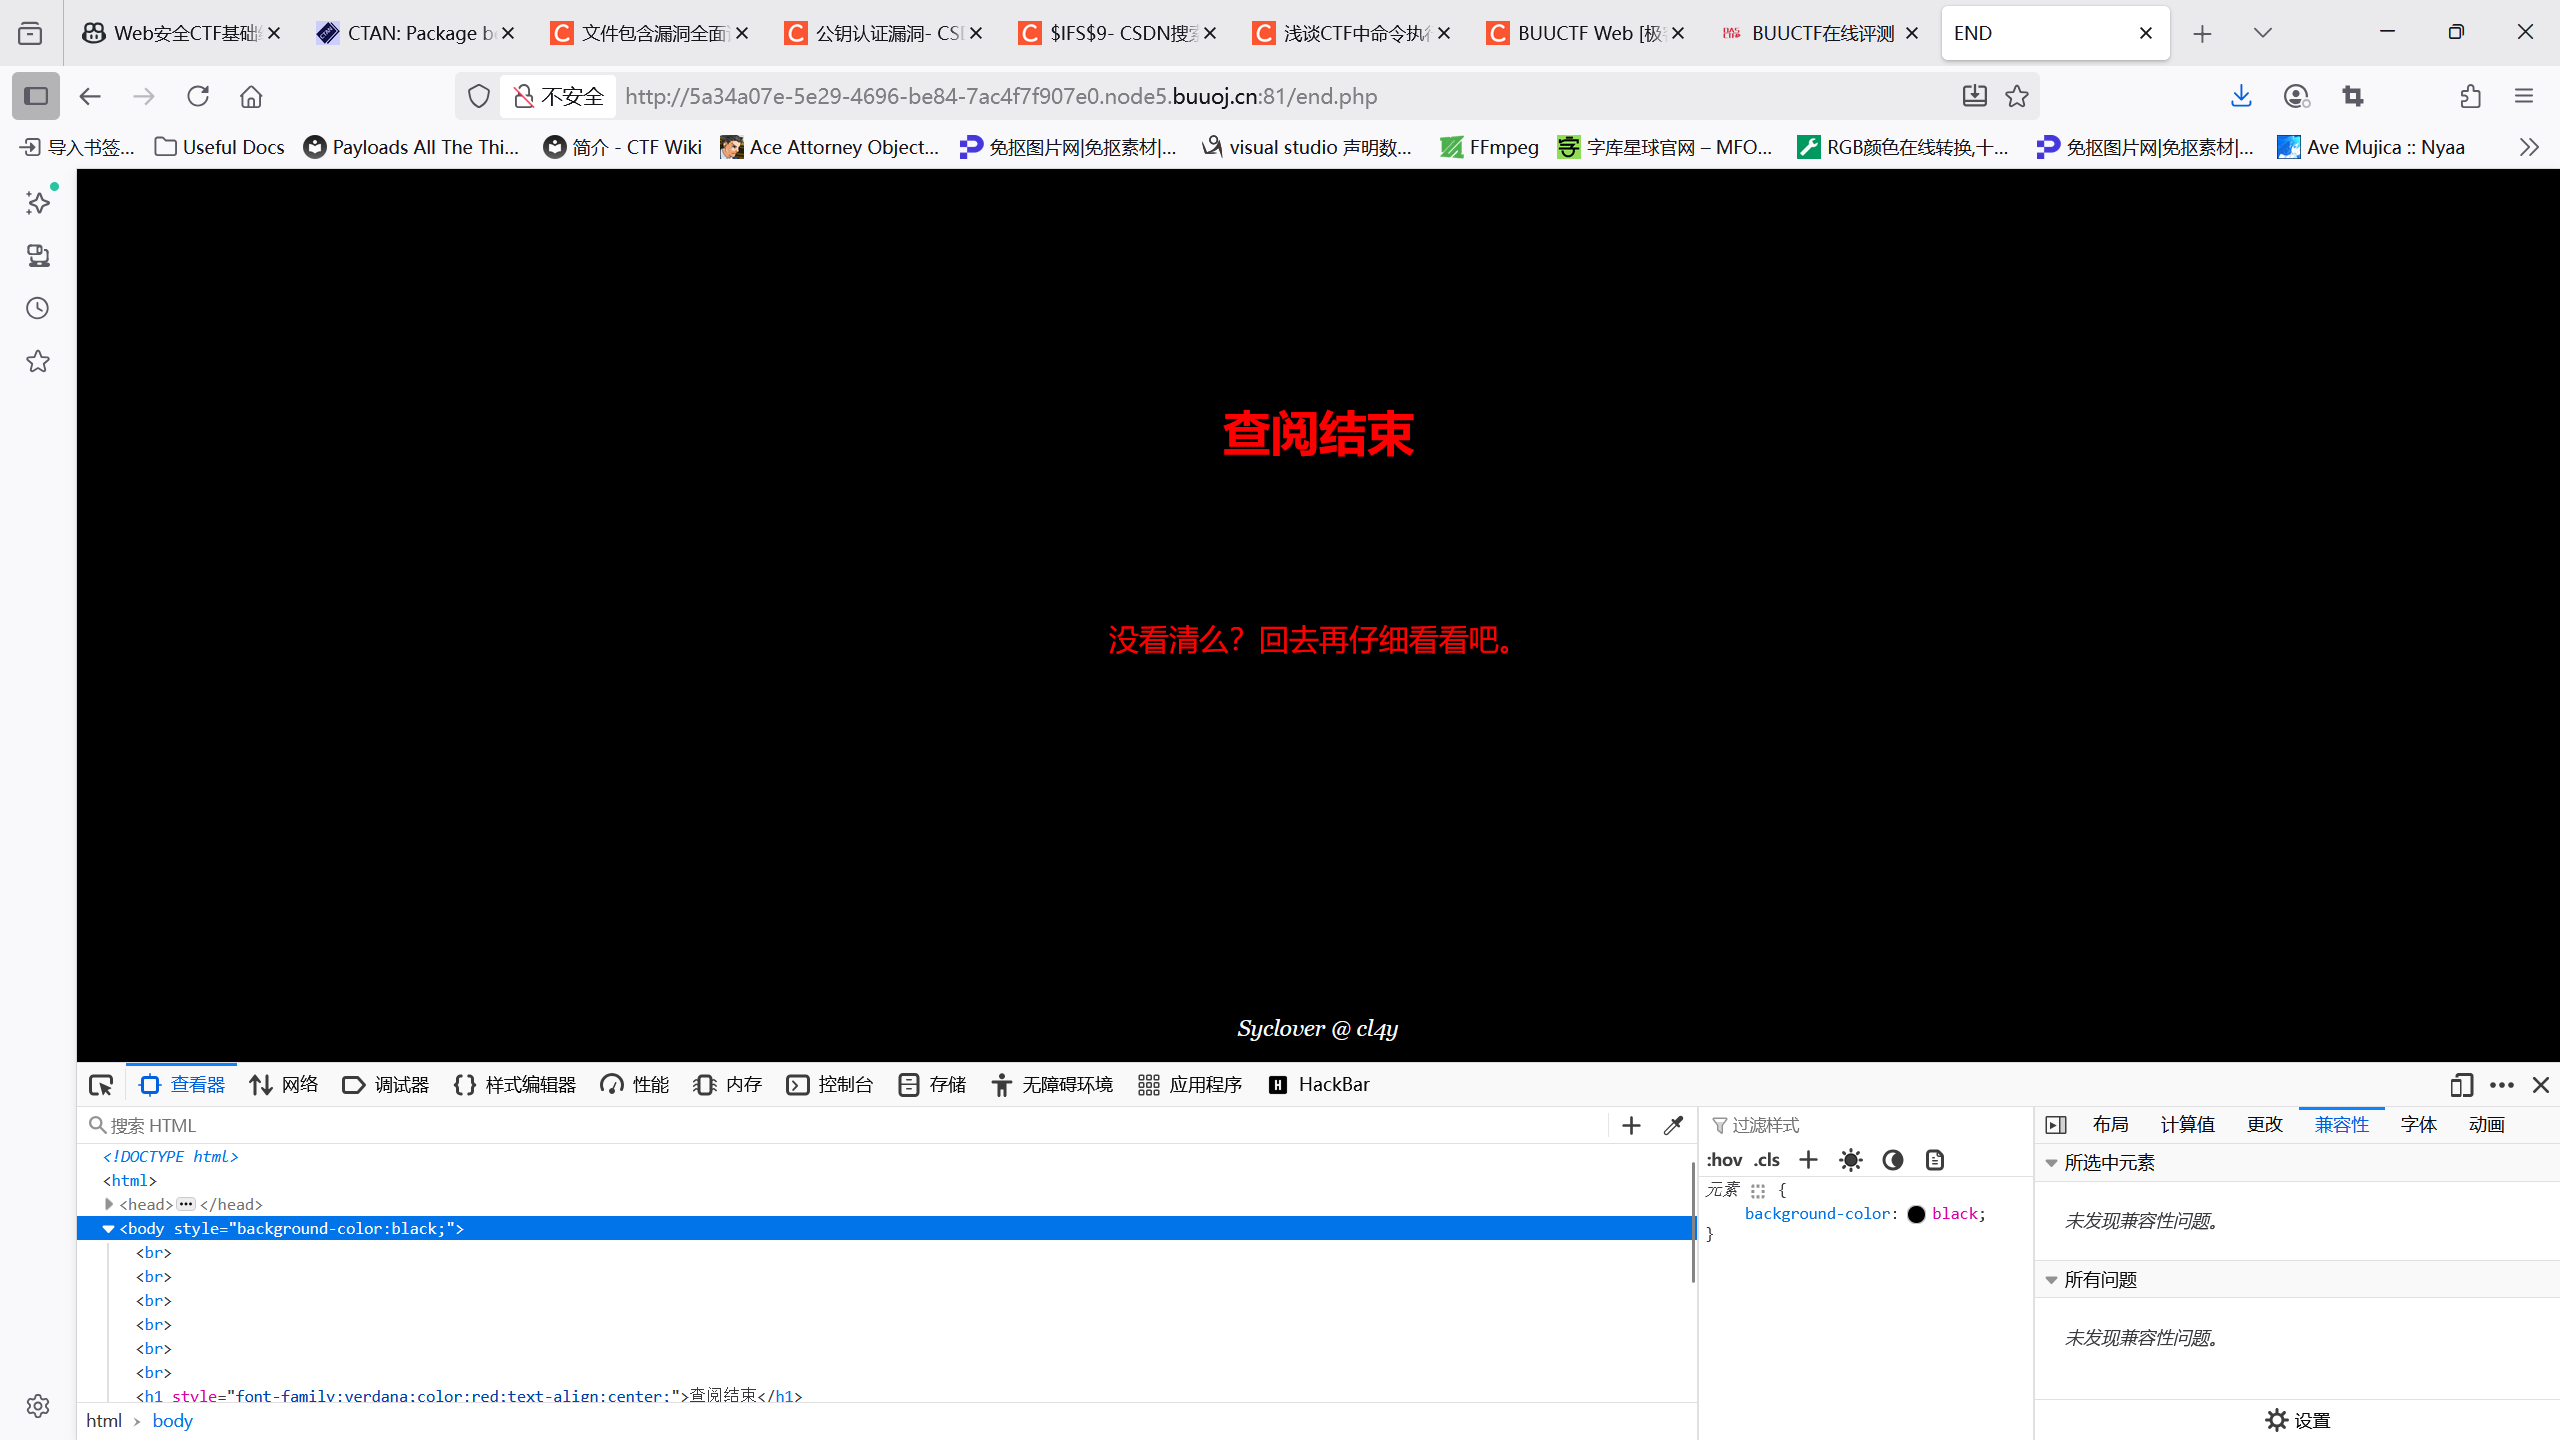 Web安全CTF基础
CTAN: Package b
文件包含漏洞全面
公钥认证漏洞- CS
$IFS$9- CSDN搜
浅谈CTF中命令执行
BUUCTF Web [极
BUUCTF在线评测
END
不安全 http://5a34a07e-5e29-4696-be84-7ac4f7f907e0.node5.buuoj.cn:81/end.php
导入书签...
Useful Docs
Payloads All The Thi...
简介 - CTF Wiki
Ace Attorney Object...
免抠图片网|免抠素材|...
visual studio 声明数...
FFmpeg
字库星球官网 – MFO...
RGB颜色在线转换,十...
免抠图片网|免抠素材|...
Ave Mujica :: Nyaa
查阅结束
没看清么？回去再仔细看看吧。
Syclover @ cl4y
查看器 网络 调试器 样式编辑器 性能 内存 控制台 存储 无障碍环境 应用程序 HackBar
搜索 HTML
<!DOCTYPE html>
<html>
<head> ••• </head>
<body style="background-color:black;">
<br>
<br>
<br>
<br>
<br>
<br>
<h1 style="font-family:verdana;color:red;text-align:center;">查阅结束</h1>
html › body
过滤样式
:hov .cls
元素 {
background-color: black;
}
布局 计算值 更改 兼容性 字体 动画
所选中元素
未发现兼容性问题。
所有问题
未发现兼容性问题。
设置